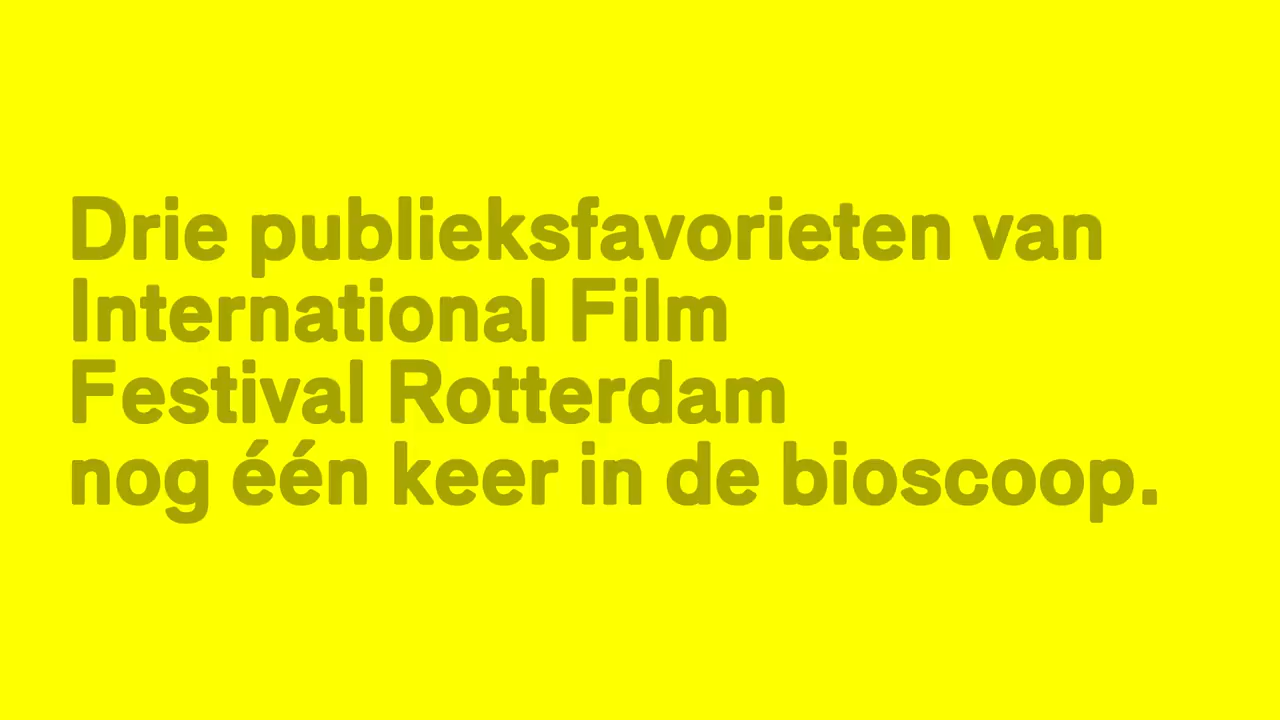 Drie publieksfavorieten van
International Film
Festival Rotterdam
nog één keer in de bioscoop.